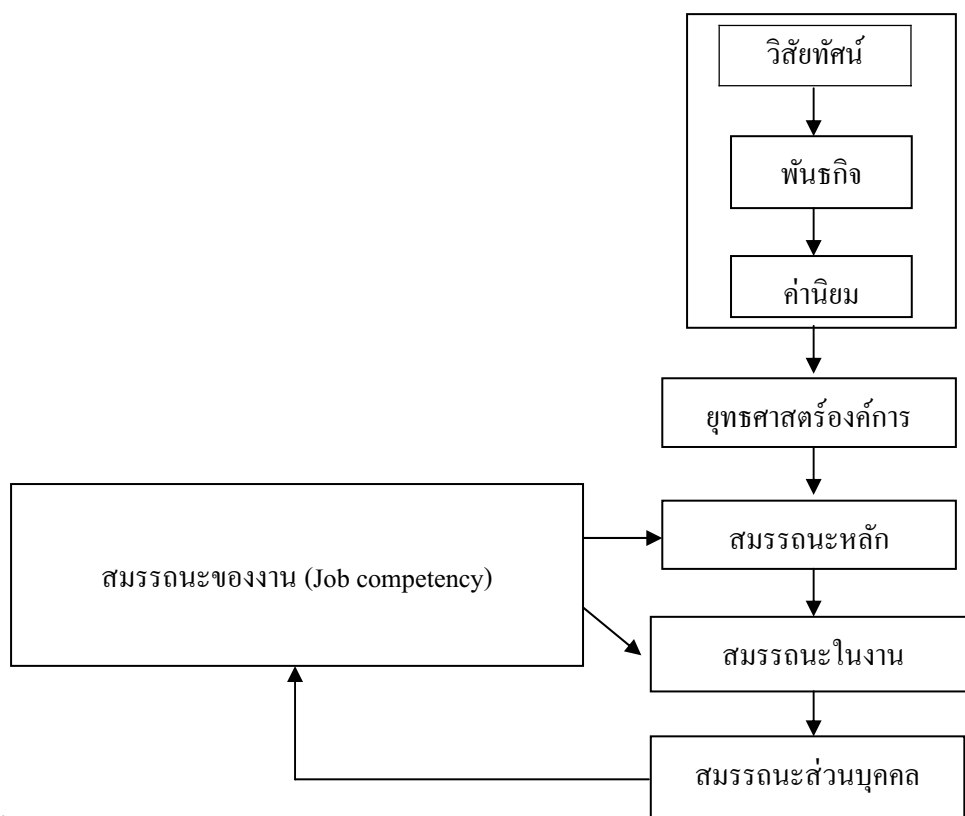 วิสัยทัศน์
พันธกิจ
ค่านิยม
ยุทธศาสตร์องค์การ
สมรรถนะหลัก
สมรรถนะของงาน (Job competency)
สมรรถนะในงาน
สมรรถนะส่วนบุคคล